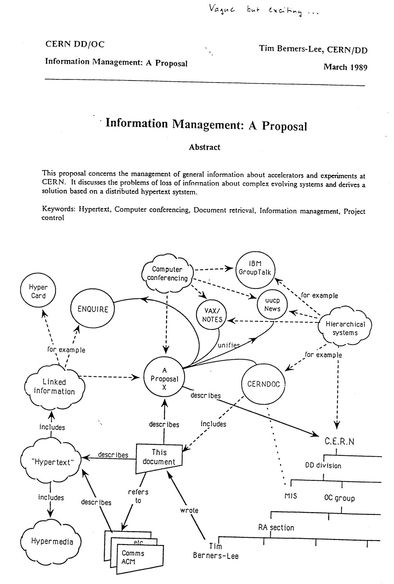 Vague but exciting ...
CERN DD/OC
Tim Berners-Lee, CERN/DD
Information Management: A Proposal
March 1989
Information Management: A Proposal
Abstract
This proposal concerns the management of general information about accelerators and experiments at
CERN. It discusses the problems of loss of information about complex evolving systems and derives a
solution based on a distributed hypertext system.
Keywords: Hypertext, Computer conferencing, Document retrieval, Information management, Project
control
IBM
GroupTalk
Computer
conferencing
Hyper
Card
ENQUIRE
uucp
News
VAX/
NOTES
for example
Hierarchical
systems
unifies
for example
for example
Linked
information
A
Proposal
X
CERNDOC
describes
includes
describes
includes
C.E.R.N
"Hypertext"
describes
This
document
DD division
includes
describes
refers
to
MIS
OC group
wrote
RA section
Hypermedia
etc
Comms
ACM
Tim
Berners-Lee